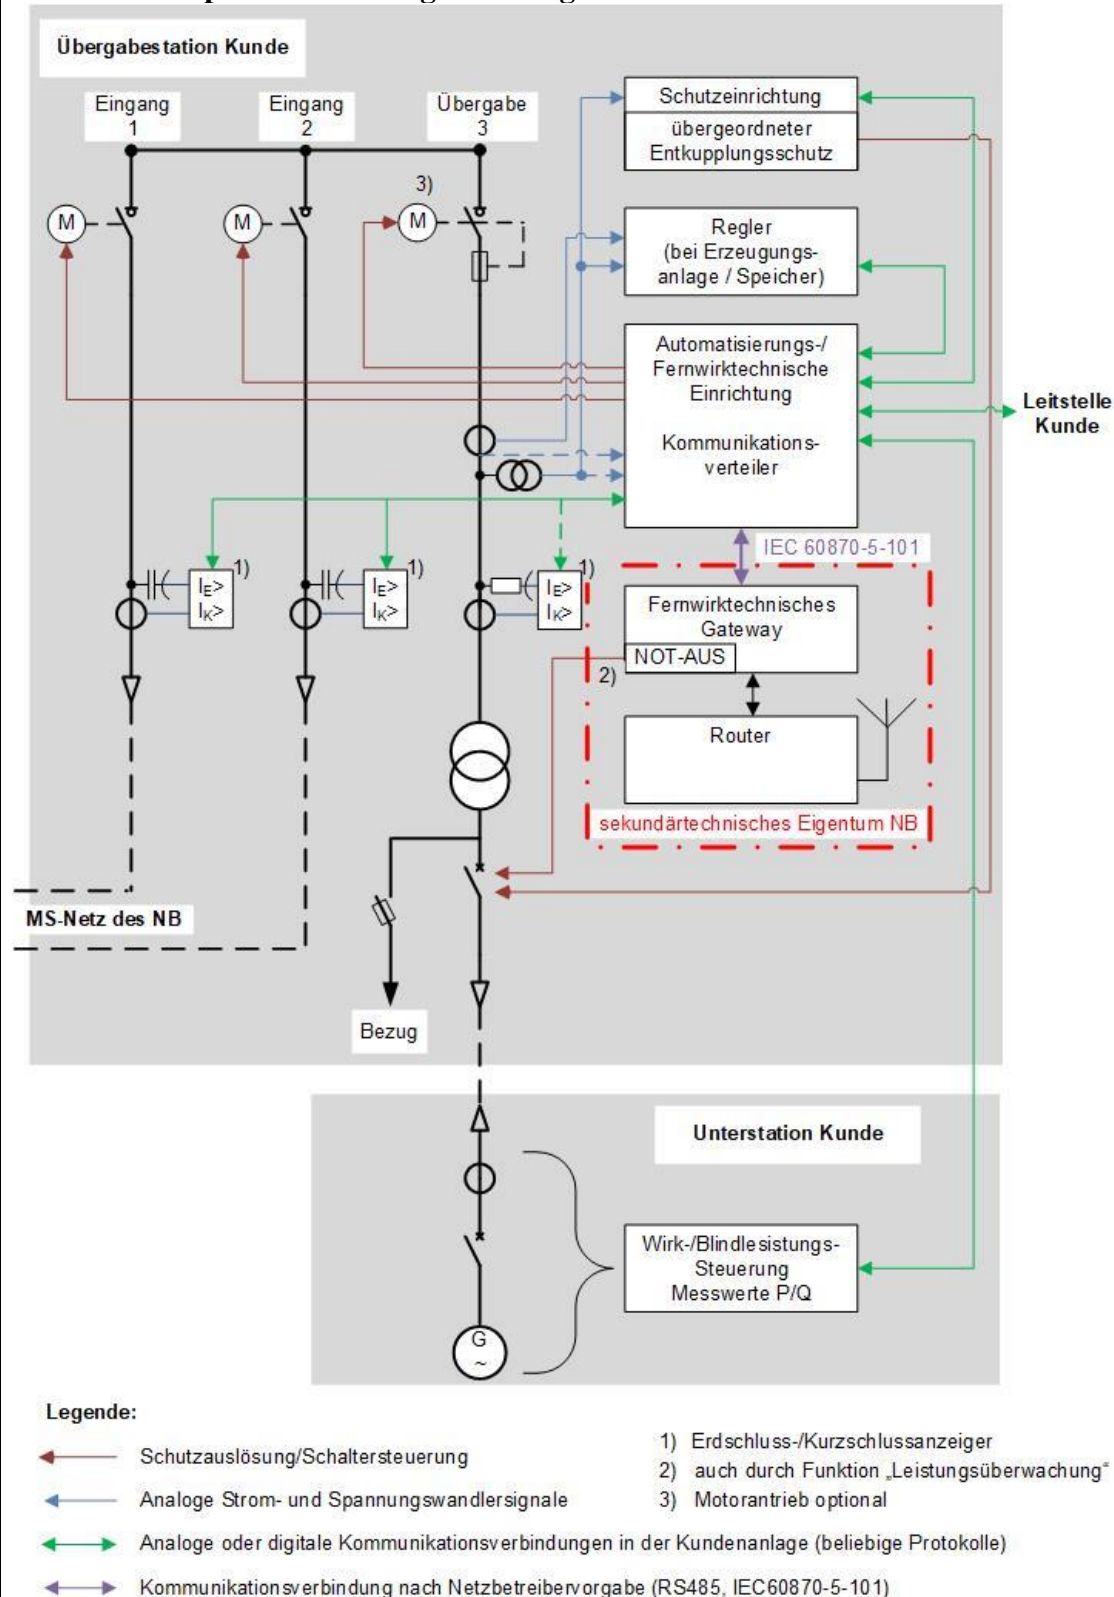 Übergabestation Kunde
Eingang
1
Eingang
2
Übergabe
3
3)
M
M
M
Schutzeinrichtung
übergeordneter
Entkupplungsschutz
Regler
(bei Erzeugungs-
anlage / Speicher)
Automatisierungs-/
Fernwirktechnische
Einrichtung
Kommunikations-
verteiler
Leitstelle
Kunde
IEC 60870-5-101
1)
IE>
IK>
1)
IE>
IK>
1)
IE>
IK>
Fernwirktechnisches
Gateway
NOT-AUS
2)
Router
sekundärtechnisches Eigentum NB
MS-Netz des NB
Bezug
Unterstation Kunde
Wirk-/Blindlesistungs-
Steuerung
Messwerte P/Q
G
~
Legende:
Schutzauslösung/Schaltersteuerung
Analoge Strom- und Spannungswandlersignale
1) Erdschluss-/Kurzschlussanzeiger
2) auch durch Funktion „Leistungsüberwachung“
3) Motorantrieb optional
Analoge oder digitale Kommunikationsverbindungen in der Kundenanlage (beliebige Protokolle)
Kommunikationsverbindung nach Netzbetreibervorgabe (RS485, IEC60870-5-101)